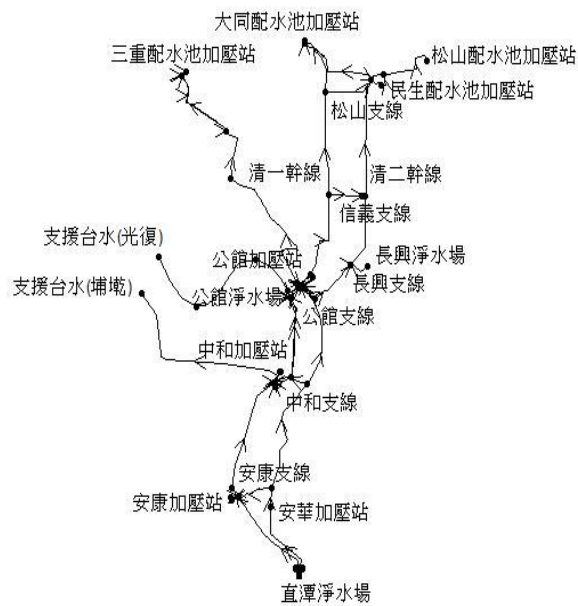 大同配水池加壓站
三重配水池加壓站
松山配水池加壓站
民生配水池加壓站
松山支線
清一幹線
清二幹線
信義支線
支援台水(光復)
公館加壓站
長興淨水場
長興支線
支援台水(埔墘)
公館淨水場
公館支線
中和加壓站
中和支線
安康支線
安康加壓站
安華加壓站
直潭淨水場